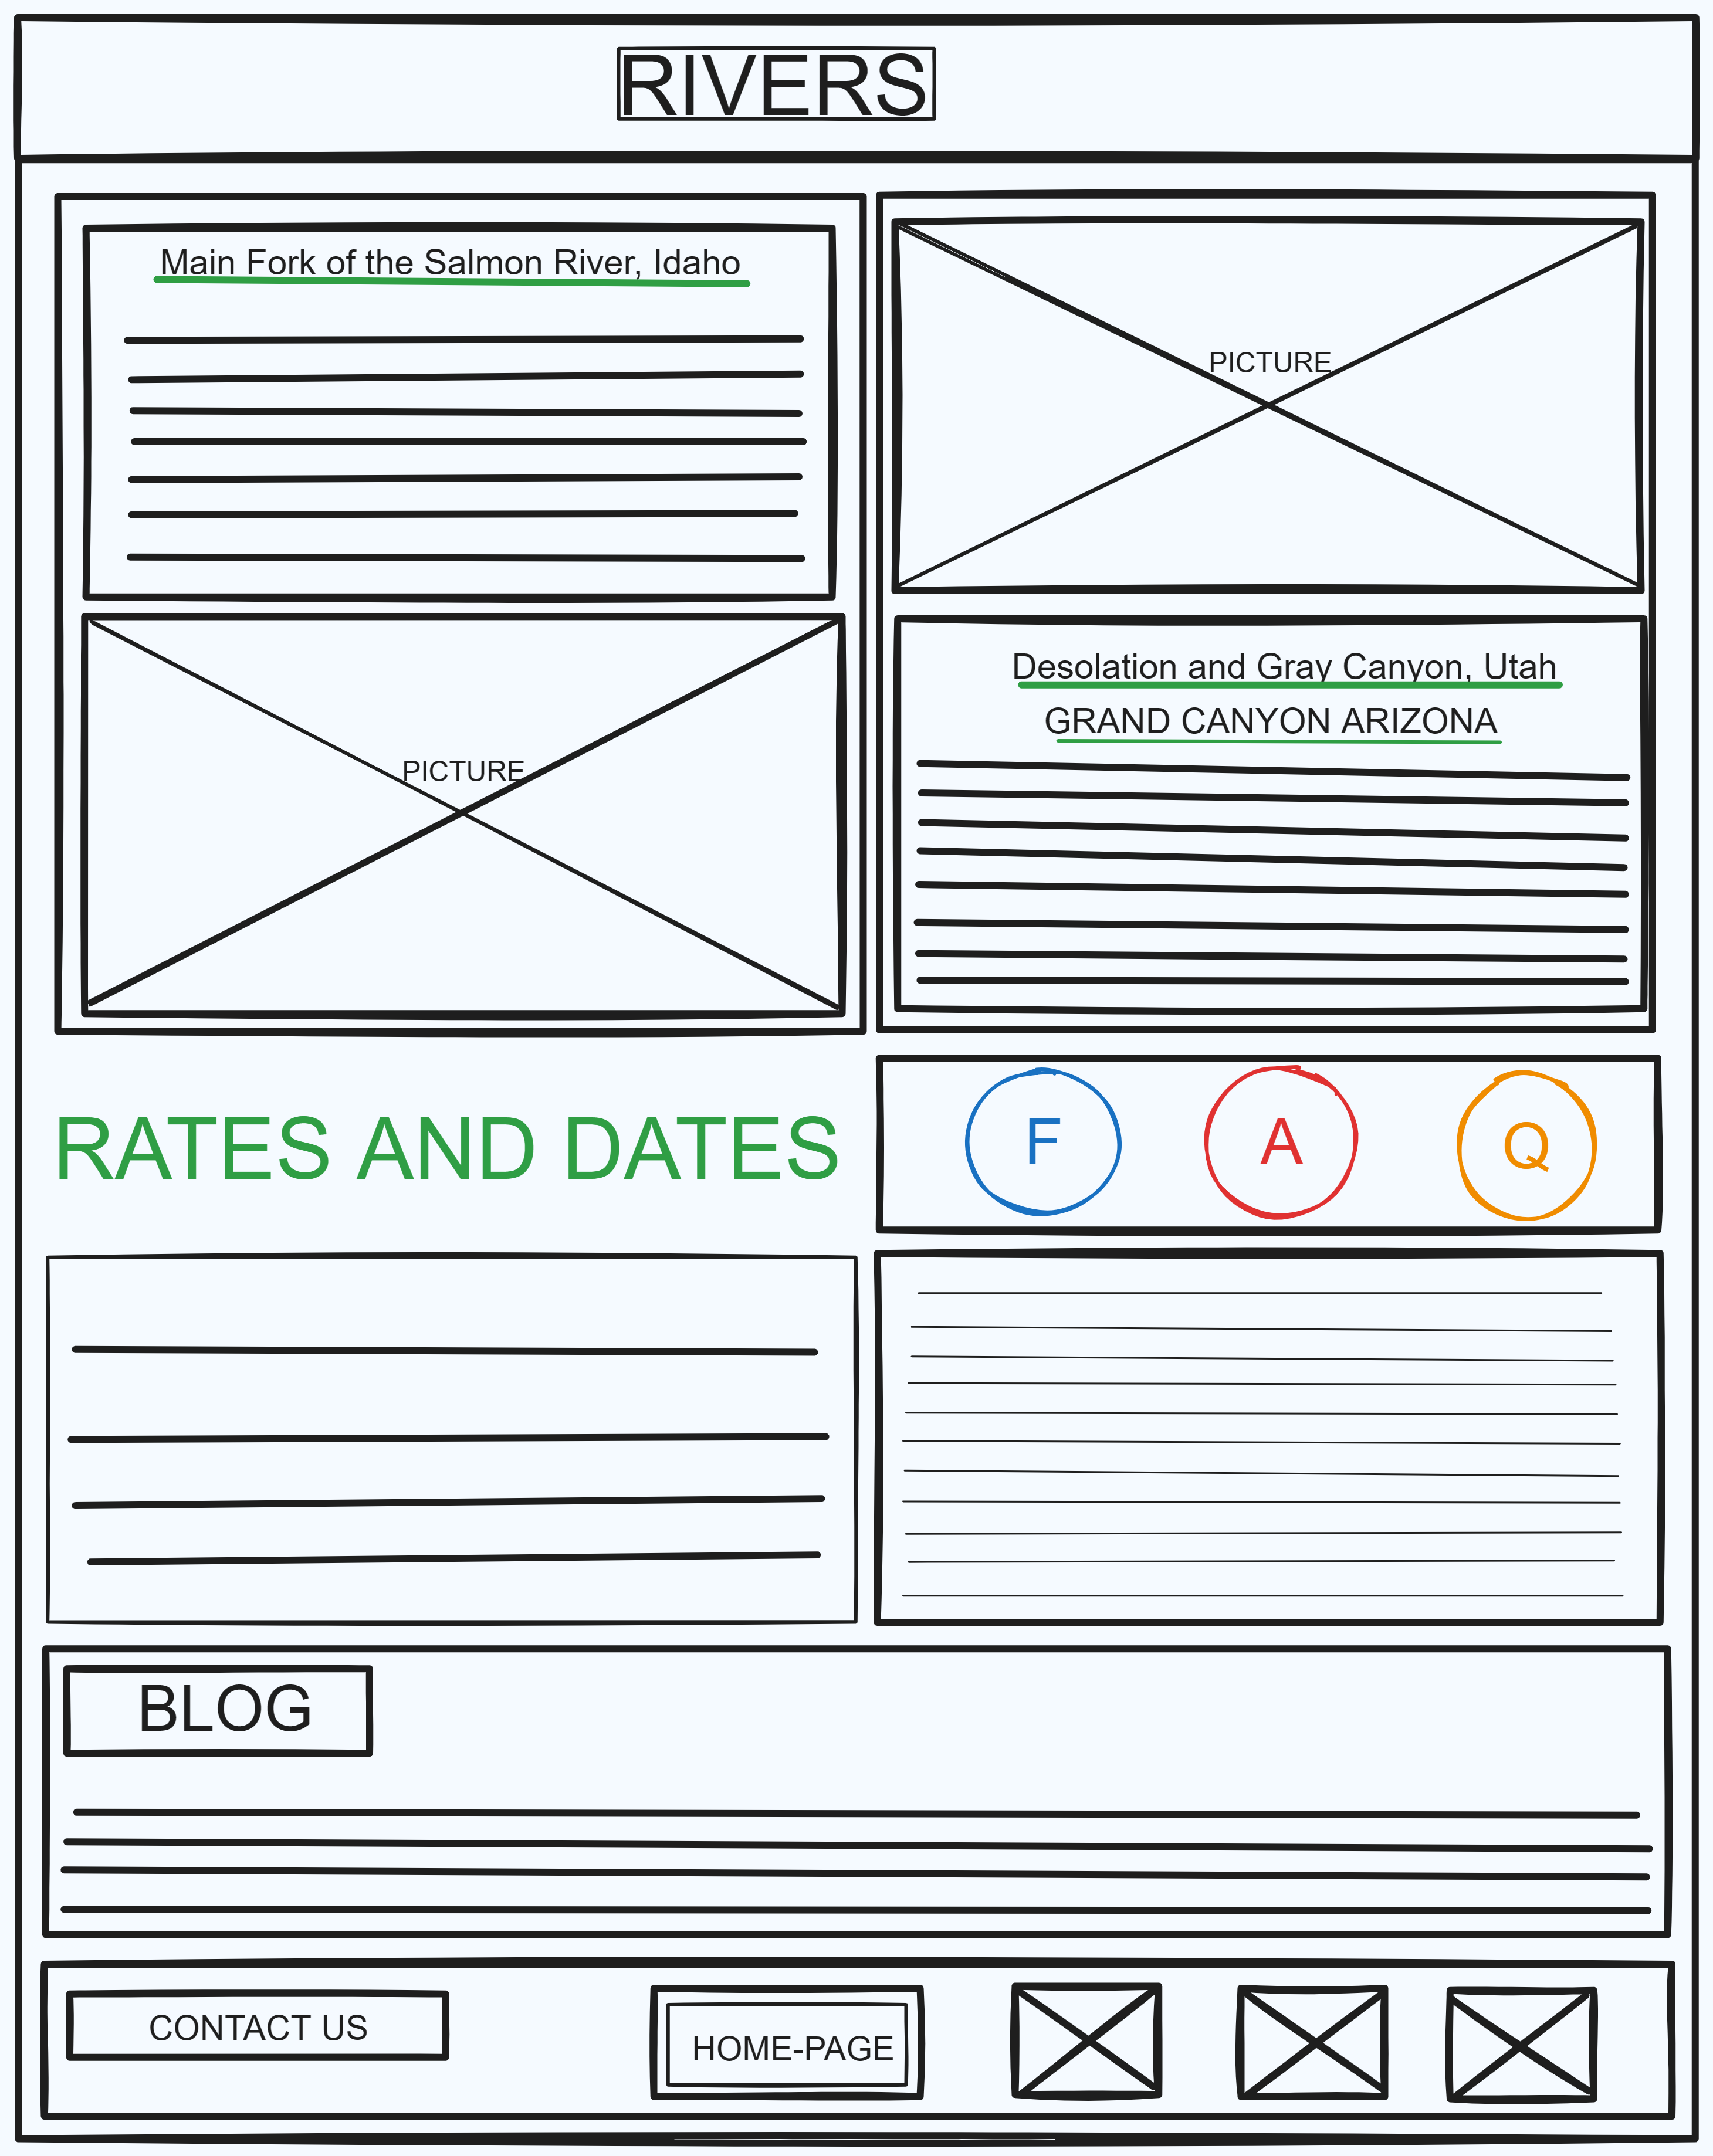 RIVERS
Main Fork of the Salmon River, Idaho
PICTURE
PICTURE
Desolation and Gray Canyon, Utah
GRAND CANYON ARIZONA
RATES AND DATES
F A Q
BLOG
CONTACT US
HOME-PAGE